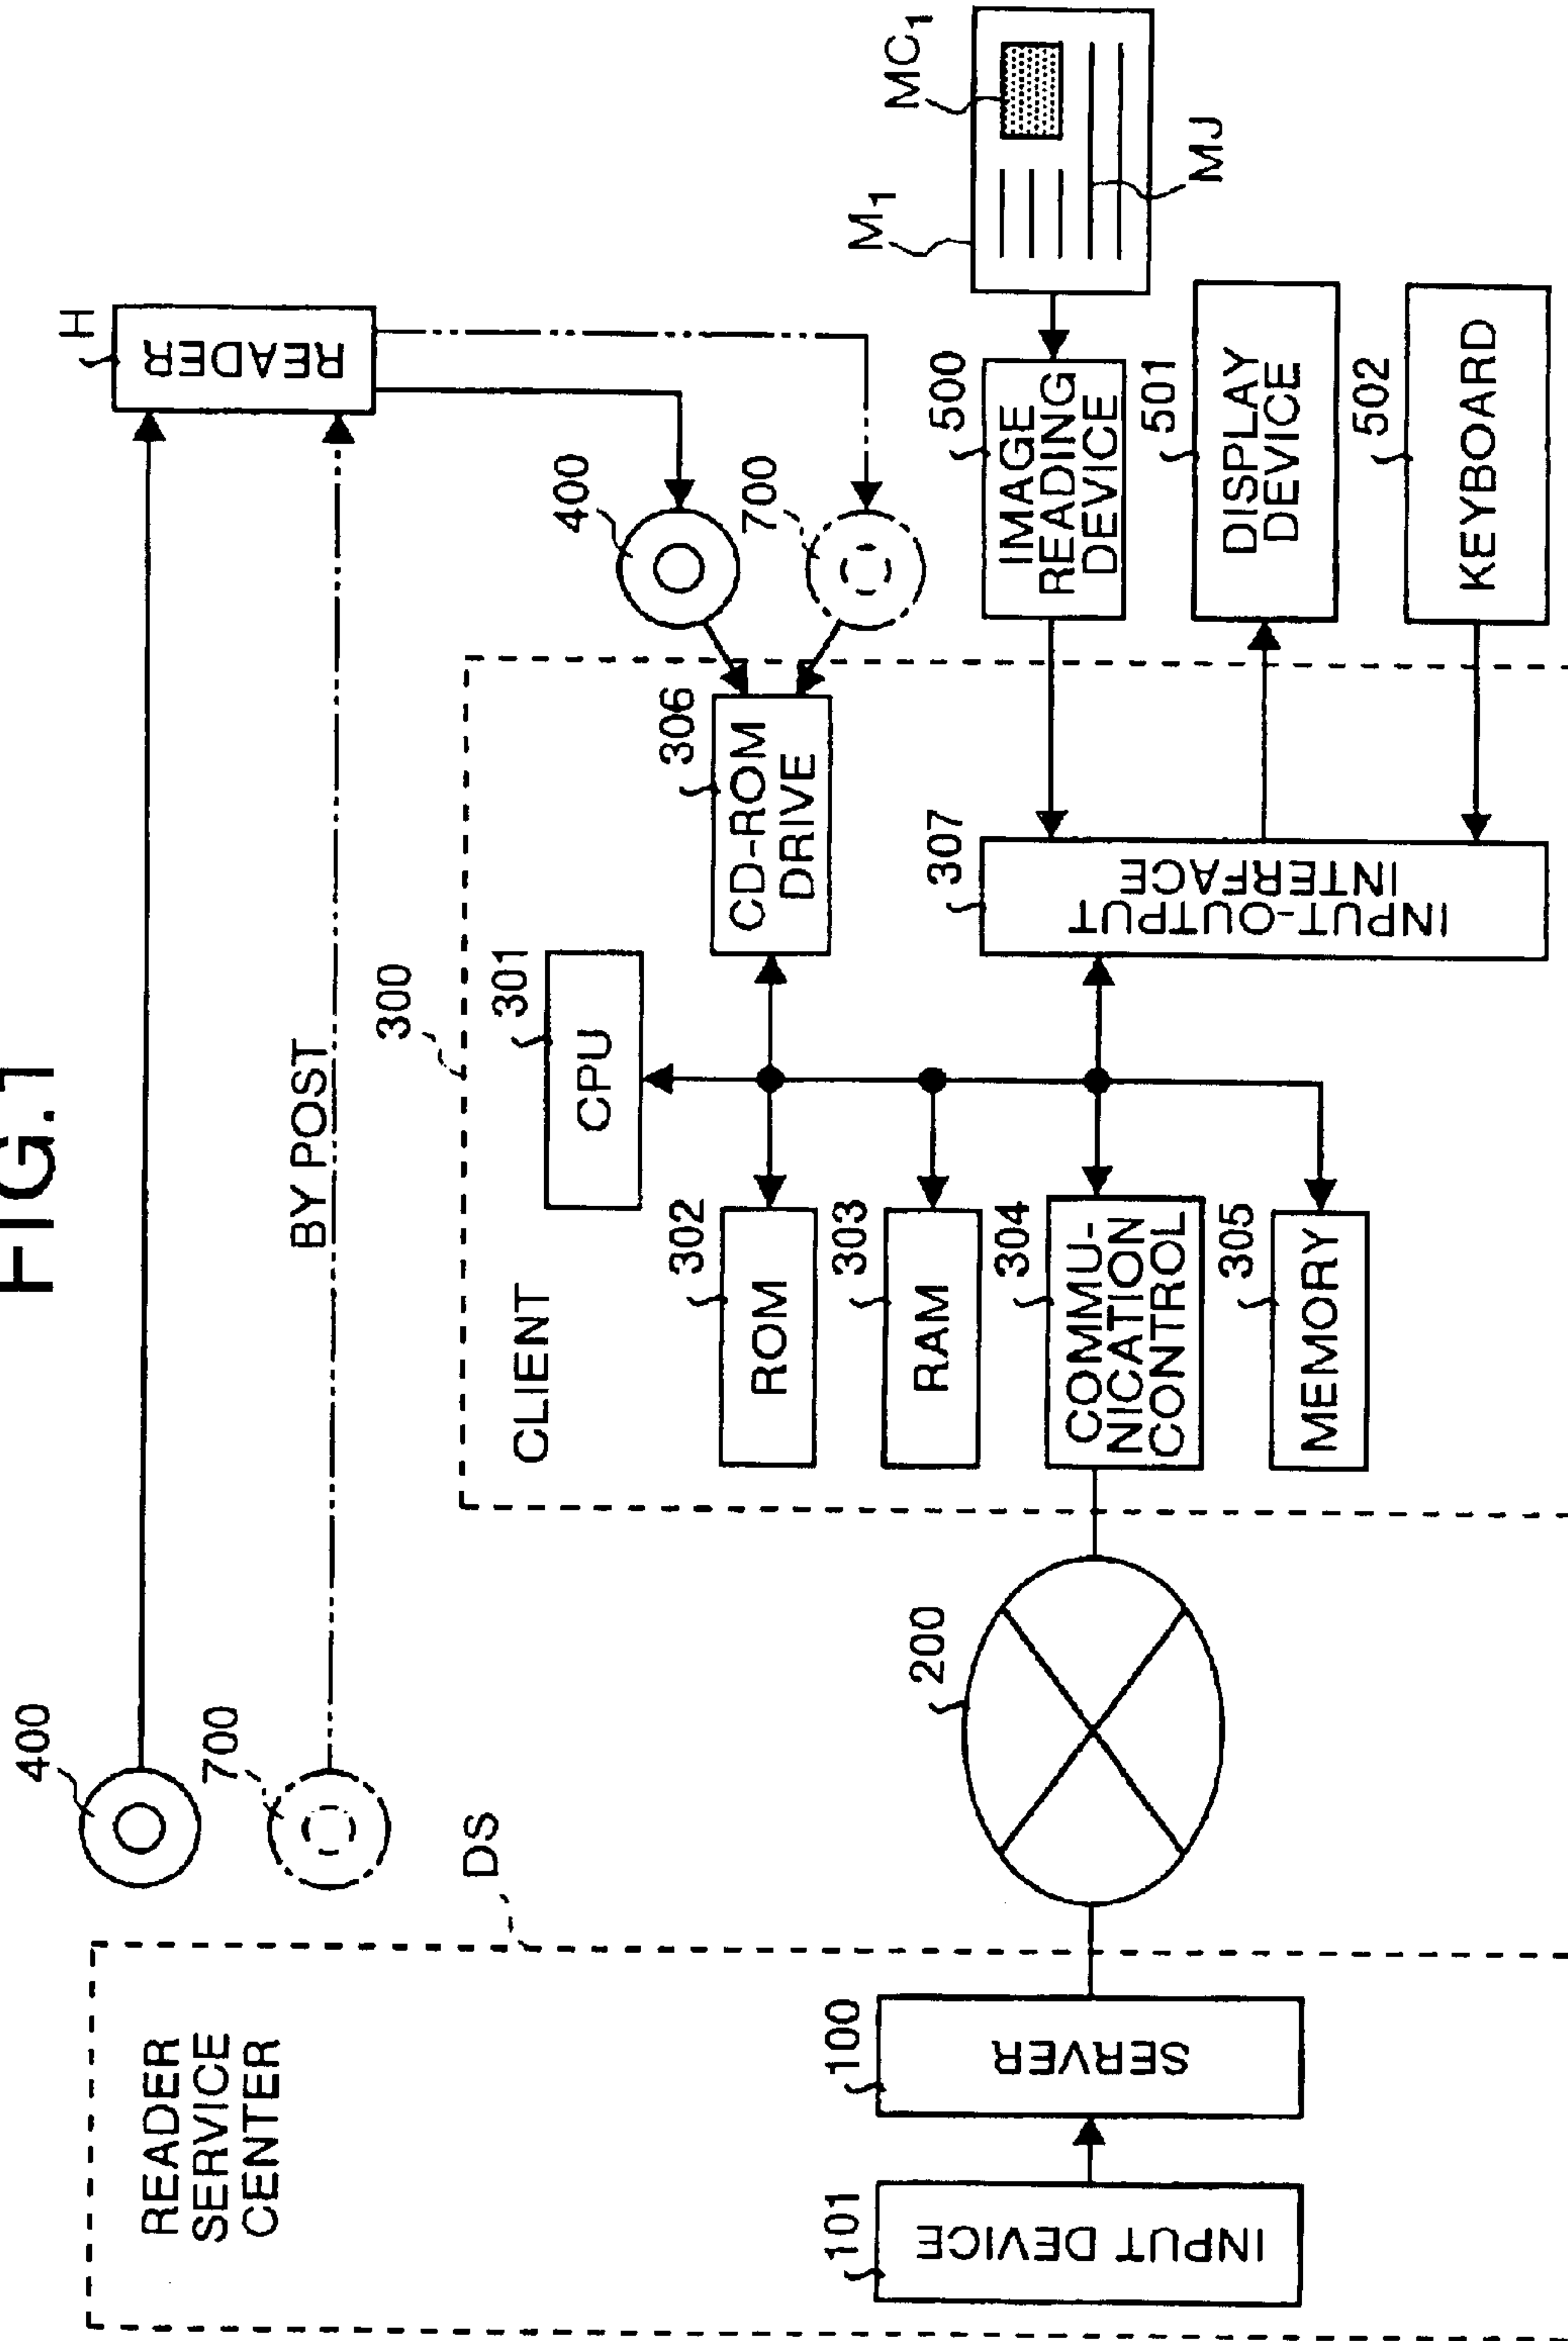 FIG.1
400
700
BY POST
H
READER
400
700
READER
SERVICE
CENTER
DS
101
INPUT DEVICE
100
SERVER
200
300
CLIENT
301
CPU
302
ROM
303
RAM
304
COMMU-
NICATION
CONTROL
305
MEMORY
306
CD-ROM
DRIVE
307
INPUT-OUTPUT
INTERFACE
500
IMAGE
READING
DEVICE
501
DISPLAY
DEVICE
502
KEYBOARD
M1
MC1
MJ